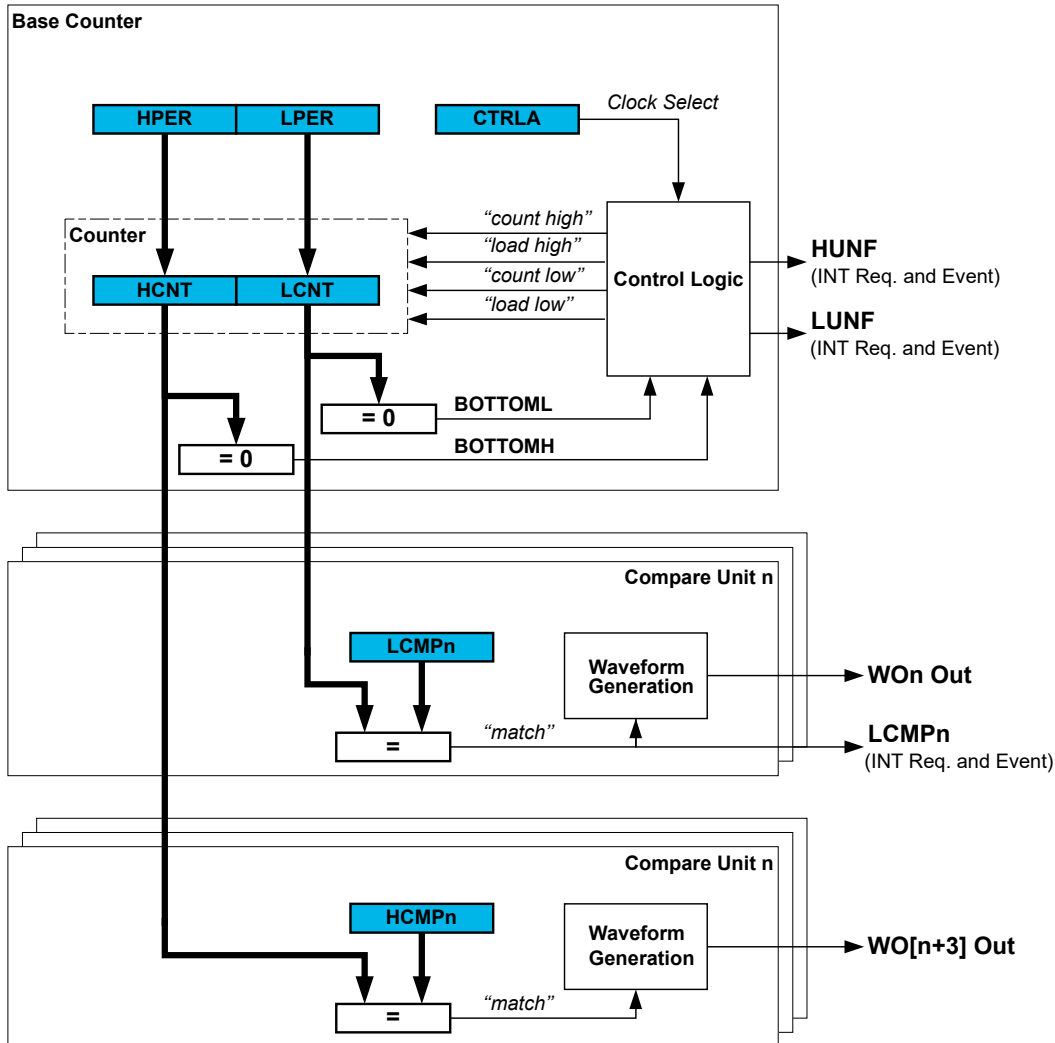 Base Counter
HPER
LPER
CTRLA
Clock Select
Counter
“count high”
“load high”
“count low”
“load low”
Control Logic
HUNF
(INT Req. and Event)
LUNF
(INT Req. and Event)
HCNT
LCNT
= 0
BOTTOML
= 0
BOTTOMH
Compare Unit n
LCMPn
Waveform
Generation
WOn Out
=
“match”
LCMPn
(INT Req. and Event)
Compare Unit n
HCMPn
Waveform
Generation
WO[n+3] Out
=
“match”